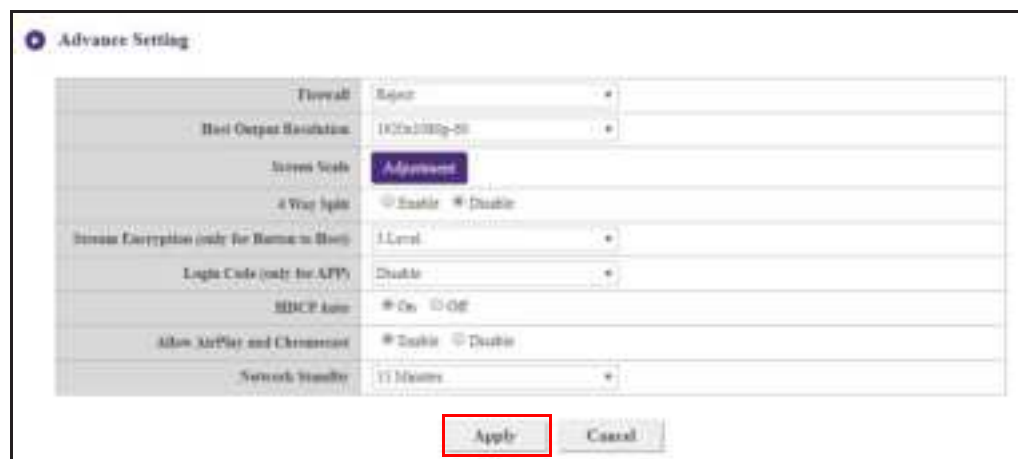 Advance Setting
Firewall Reject
Host Output Resolution
Screen Scale Adjustment
4 Way Split Enable Disable
Stream Encryption (only for Button to Host)
Login Code (only for APP) Disable
HDCP Auto On Off
Allow AirPlay and Chromecast Enable Disable
Network Standby 15 Minutes
Apply Cancel